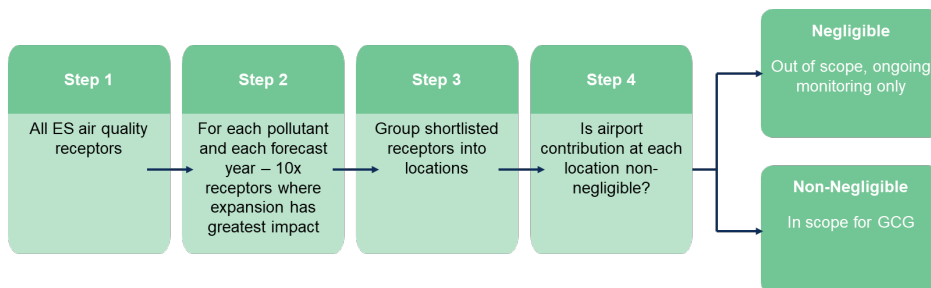 Step 1
All ES air quality
receptors
Step 2
For each pollutant
and each forecast
year – 10x
receptors where
expansion has
greatest impact
Step 3
Group shortlisted
receptors into
locations
Step 4
Is airport
contribution at each
location non-
negligible?
Negligible
Out of scope, ongoing
monitoring only
Non-Negligible
In scope for GCG